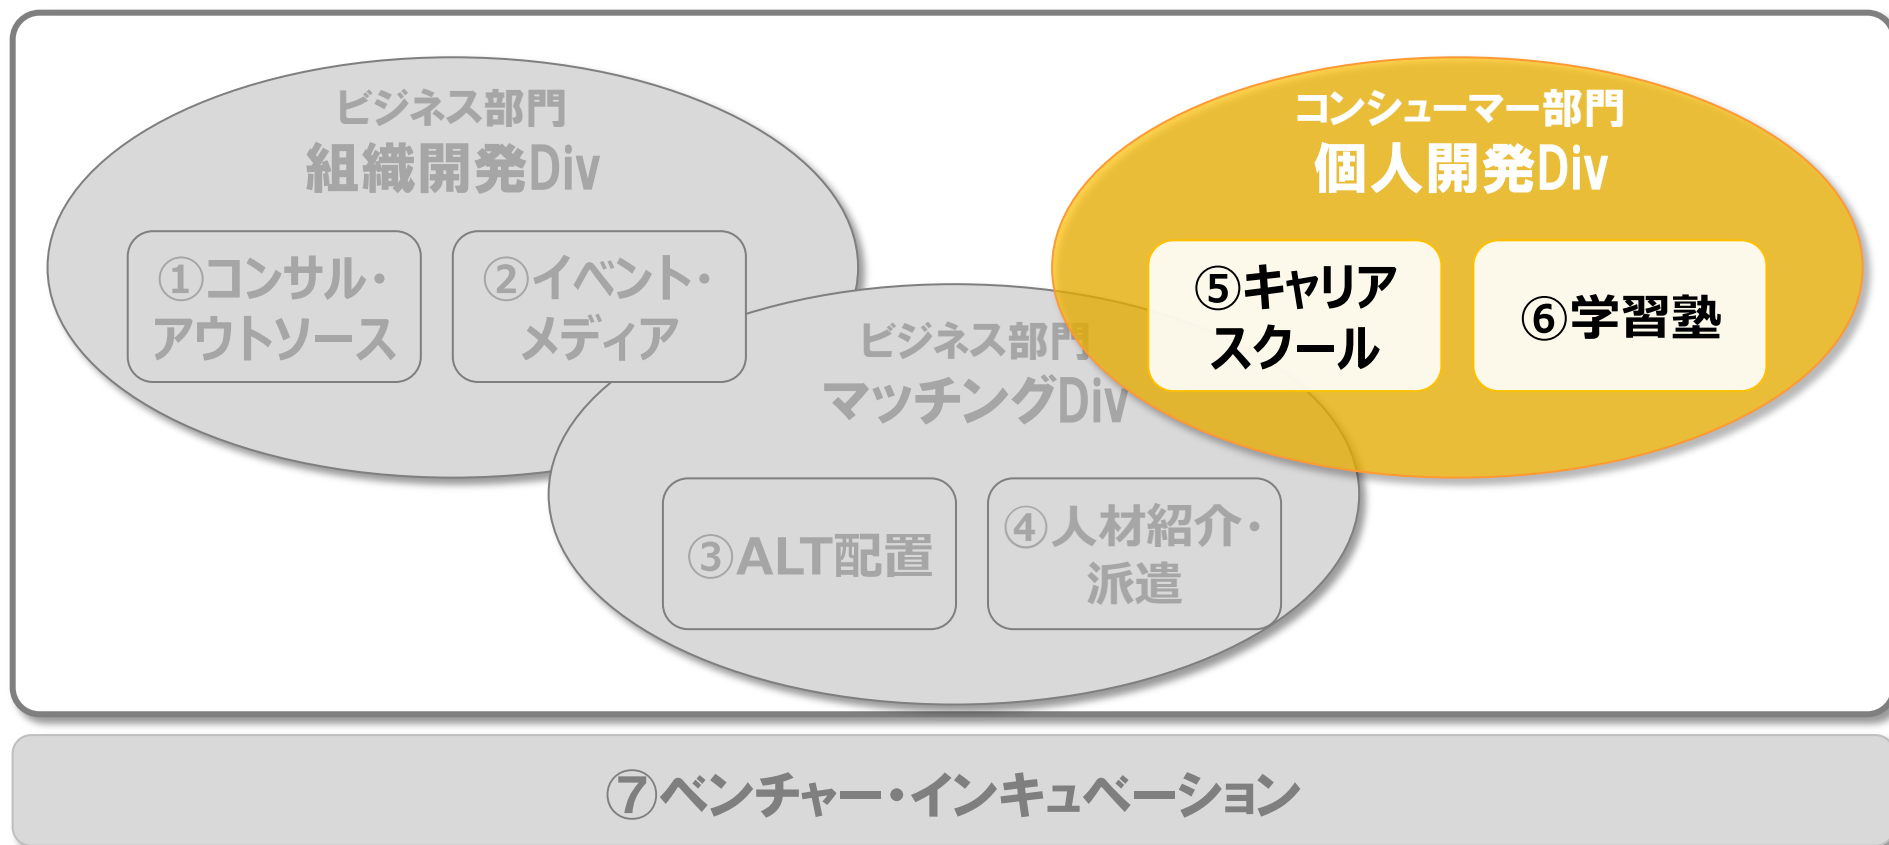 ビジネス部門
組織開発Div
①コンサル・
アウトソース
②イベント・
メディア
ビジネス部門
マッチングDiv
③ALT配置
④人材紹介・
派遣
コンシューマー部門
個人開発Div
⑤キャリア
スクール
⑥学習塾
⑦ベンチャー・インキュベーション